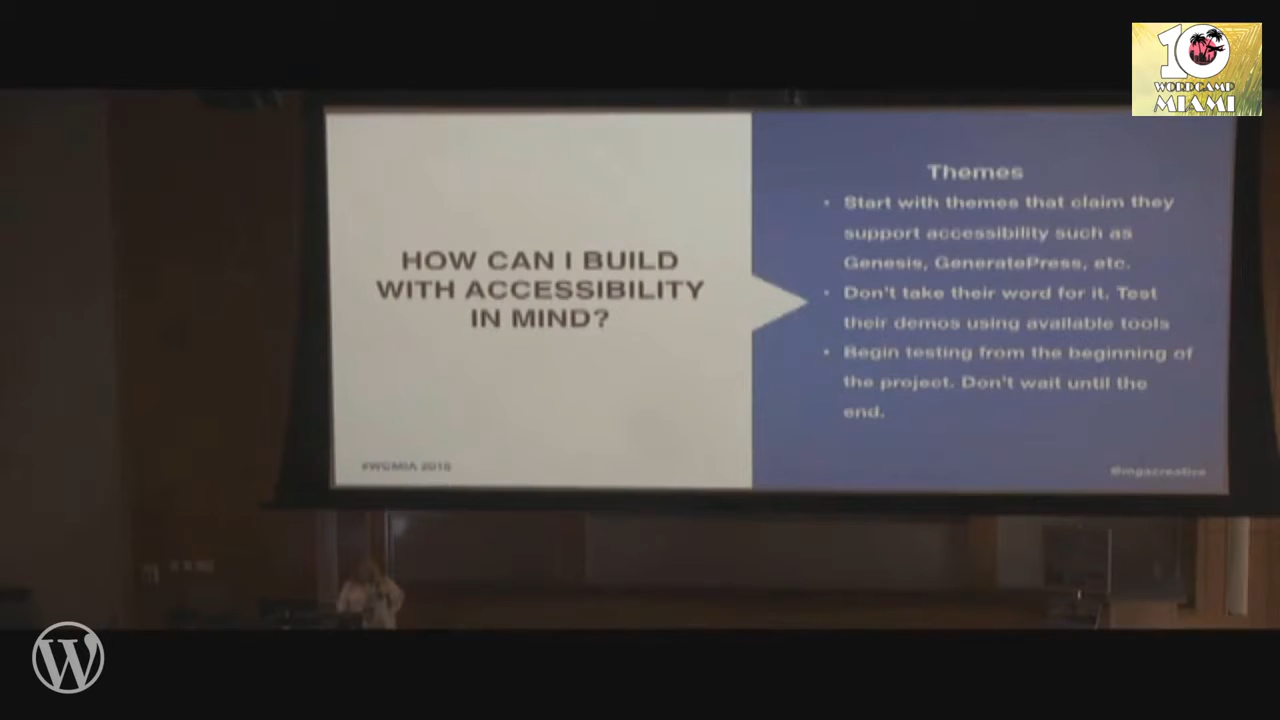 10
WORDCAMP
MIAMI
HOW CAN I BUILD
WITH ACCESSIBILITY
IN MIND?
Themes
• Start with themes that claim they
support accessibility such as
Genesis, GeneratePress, etc.
• Don't take their word for it. Test
their demos using available tools
• Begin testing from the beginning of
the project. Don't wait until the
end.
#WCMIA 2018
@mgscreative
W